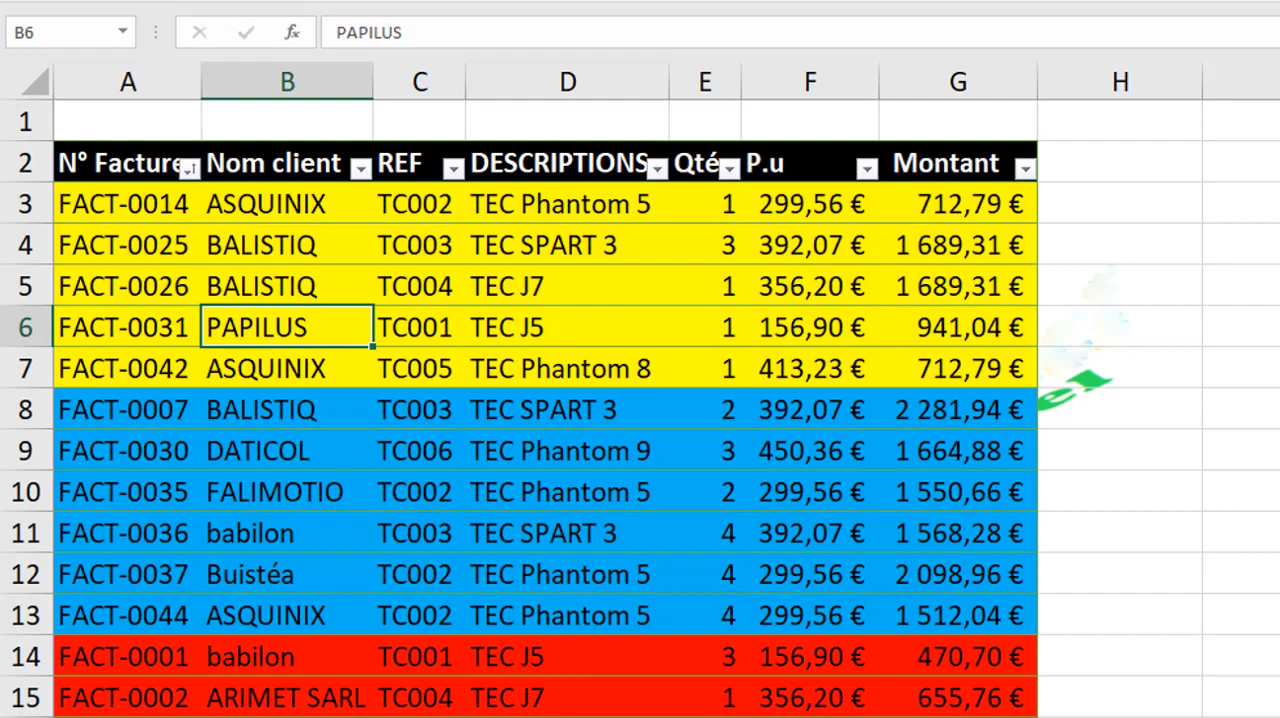 B6 fx PAPILUS
A B C D E F G H
1
2 N° Facture Nom client REF DESCRIPTIONS Qté P.u Montant
3 FACT-0014 ASQUINIX TC002 TEC Phantom 5 1 299,56 € 712,79 €
4 FACT-0025 BALISTIQ TC003 TEC SPART 3 3 392,07 € 1 689,31 €
5 FACT-0026 BALISTIQ TC004 TEC J7 1 356,20 € 1 689,31 €
6 FACT-0031 PAPILUS TC001 TEC J5 1 156,90 € 941,04 €
7 FACT-0042 ASQUINIX TC005 TEC Phantom 8 1 413,23 € 712,79 €
8 FACT-0007 BALISTIQ TC003 TEC SPART 3 2 392,07 € 2 281,94 €
9 FACT-0030 DATICOL TC006 TEC Phantom 9 3 450,36 € 1 664,88 €
10 FACT-0035 FALIMOTIO TC002 TEC Phantom 5 2 299,56 € 1 550,66 €
11 FACT-0036 babilon TC003 TEC SPART 3 4 392,07 € 1 568,28 €
12 FACT-0037 Buistéa TC002 TEC Phantom 5 4 299,56 € 2 098,96 €
13 FACT-0044 ASQUINIX TC002 TEC Phantom 5 4 299,56 € 1 512,04 €
14 FACT-0001 babilon TC001 TEC J5 3 156,90 € 470,70 €
15 FACT-0002 ARIMET SARL TC004 TEC J7 1 356,20 € 655,76 €